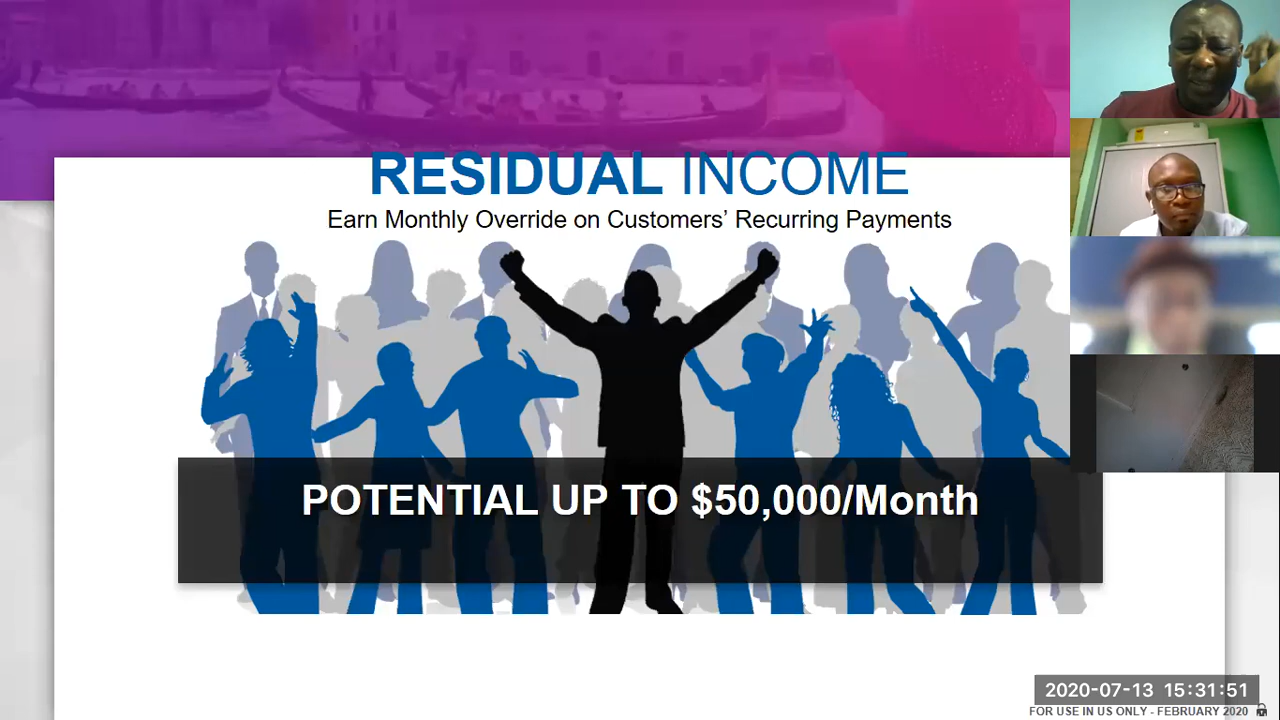 RESIDUAL INCOME
Earn Monthly Override on Customers' Recurring Payments
POTENTIAL UP TO $50,000/Month
2020-07-13 15:31:51
FOR USE IN US ONLY - FEBRUARY 2020